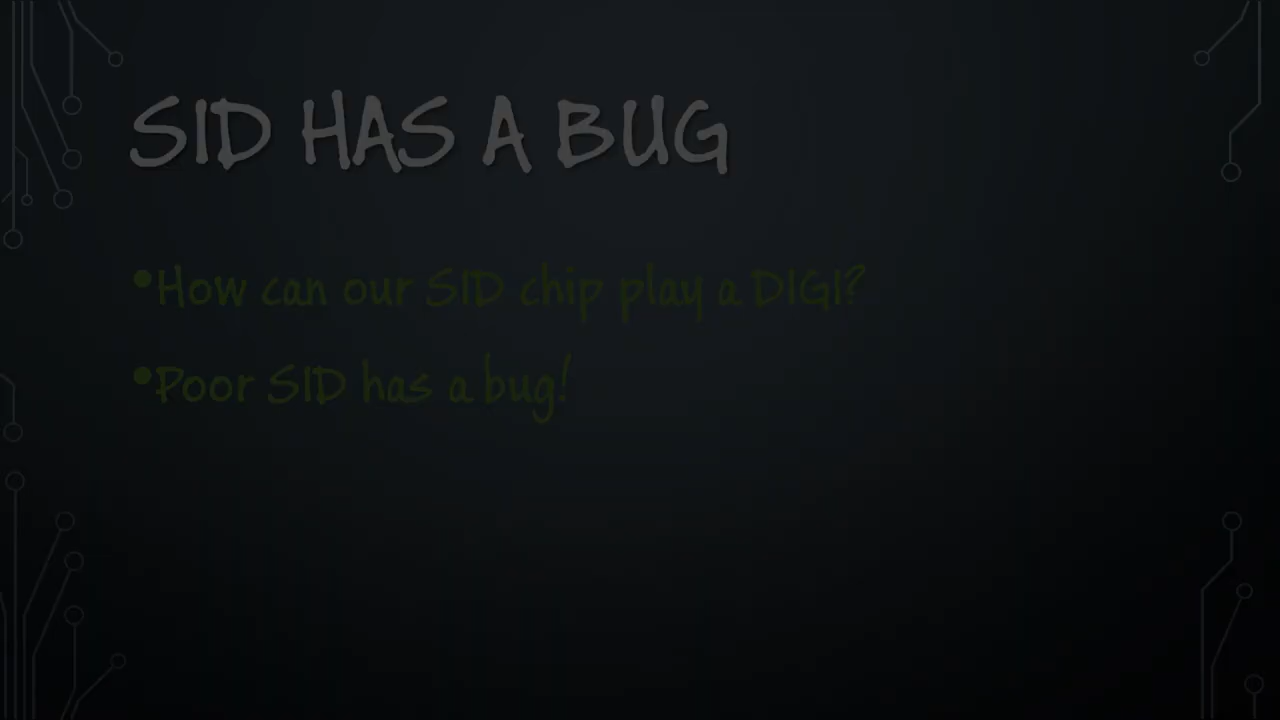 SID HAS A BUG
•How can our SID chip play a DIGI?
•Poor SID has a bug!